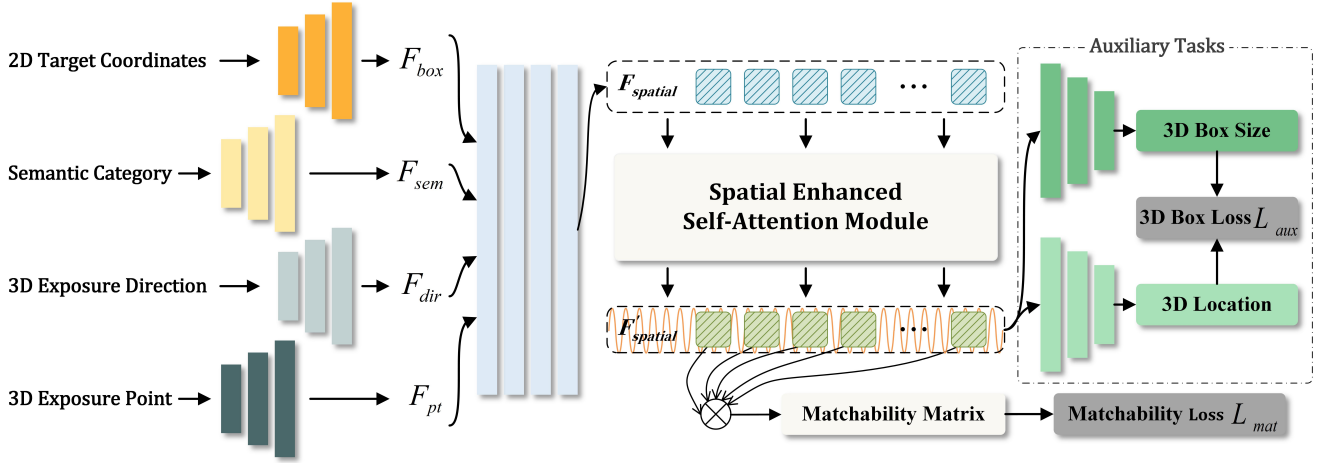 2D Target Coordinates
F_box
Semantic Category
F_sem
3D Exposure Direction
F_dir
3D Exposure Point
F_pt
F_spatial
...
Spatial Enhanced
Self-Attention Module
F'_spatial
...
Matchability Matrix
Matchability Loss L_mat
Auxiliary Tasks
3D Box Size
3D Box Loss L_aux
3D Location